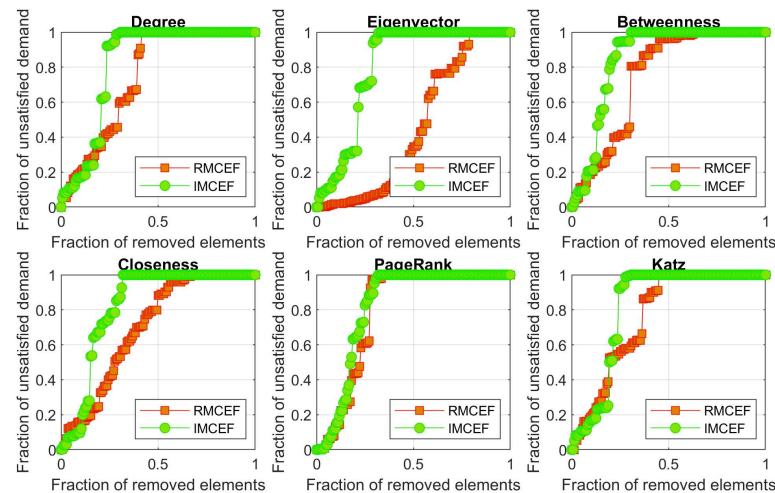 Degree
Fraction of unsatisfied demand
1
0.8
0.6
0.4
0.2
0
0 0.5 1
Fraction of removed elements
RMCEF
IMCEF
Eigenvector
Fraction of unsatisfied demand
1
0.8
0.6
0.4
0.2
0
0 0.5 1
Fraction of removed elements
RMCEF
IMCEF
Betweenness
Fraction of unsatisfied demand
1
0.8
0.6
0.4
0.2
0
0 0.5 1
Fraction of removed elements
RMCEF
IMCEF
Closeness
Fraction of unsatisfied demand
1
0.8
0.6
0.4
0.2
0
0 0.5 1
Fraction of removed elements
RMCEF
IMCEF
PageRank
Fraction of unsatisfied demand
1
0.8
0.6
0.4
0.2
0
0 0.5 1
Fraction of removed elements
RMCEF
IMCEF
Katz
Fraction of unsatisfied demand
1
0.8
0.6
0.4
0.2
0
0 0.5 1
Fraction of removed elements
RMCEF
IMCEF